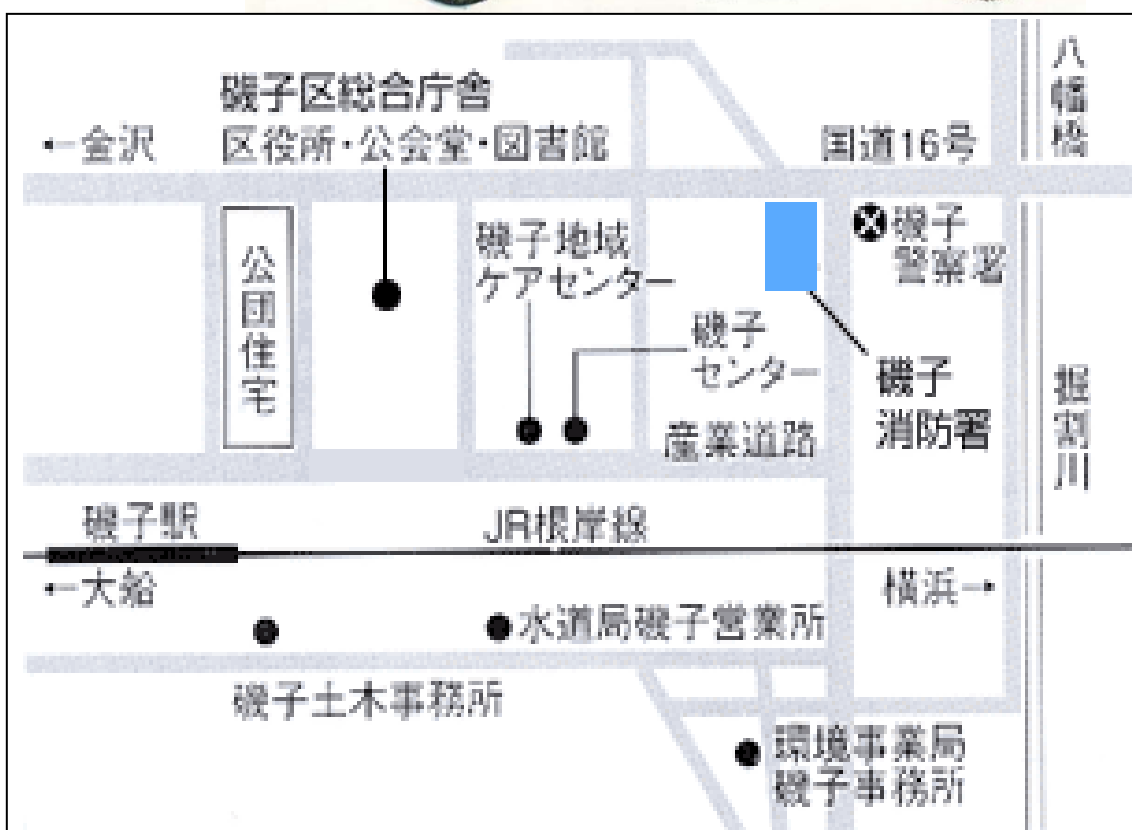 磯子区総合庁舎
区役所・公会堂・図書館
←金沢
国道16号
八幡橋
公団住宅
磯子地域
ケアセンター
磯子
センター
磯子
警察署
磯子
消防署
産業道路
掘割川
磯子駅
JR根岸線
←大船
横浜→
水道局磯子営業所
磯子土木事務所
環境事業局
磯子事務所